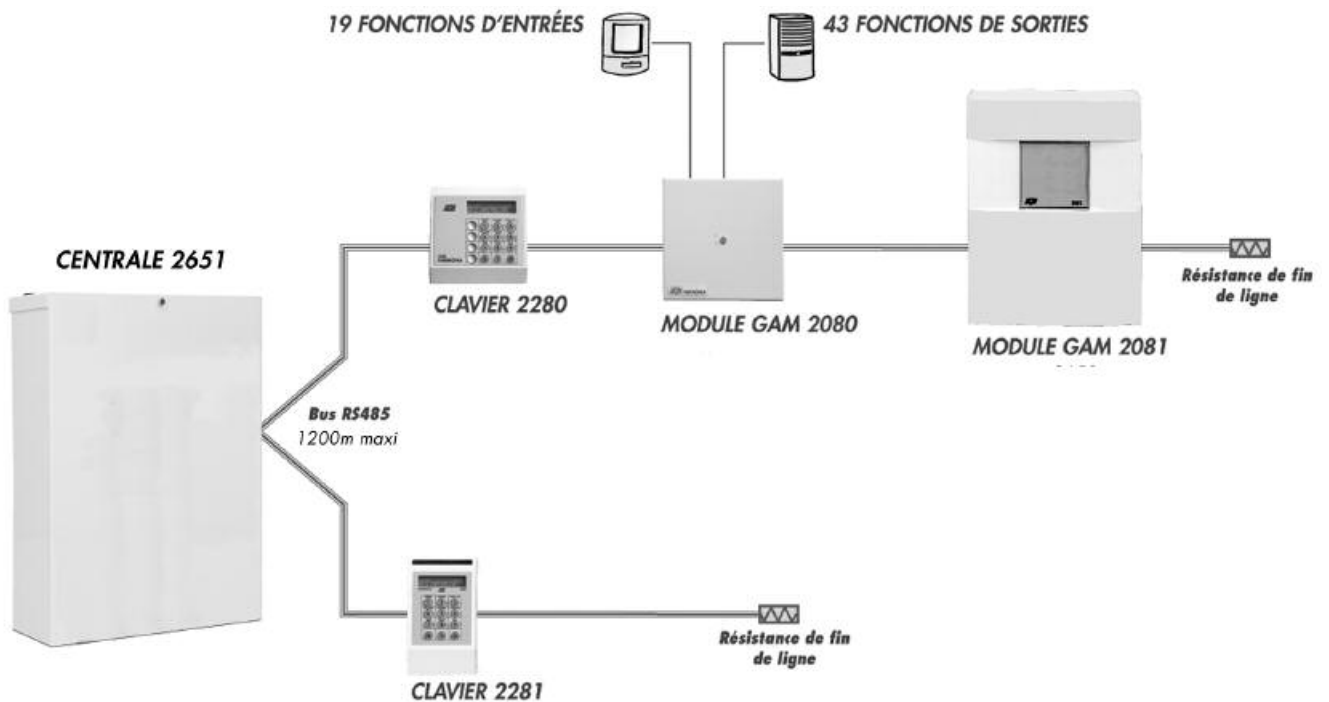 19 FONCTIONS D'ENTRÉES
43 FONCTIONS DE SORTIES
CENTRALE 2651
CLAVIER 2280
MODULE GAM 2080
MODULE GAM 2081
Résistance de fin
de ligne
Bus RS485
1200m maxi
Résistance de fin
de ligne
CLAVIER 2281